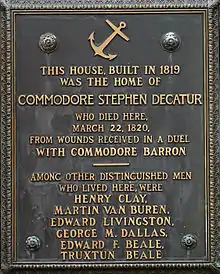 THIS HOUSE, BUILT IN 1819
WAS THE HOME OF
COMMODORE STEPHEN DECATUR
WHO DIED HERE,
MARCH 22, 1820,
FROM WOUNDS RECEIVED IN A DUEL
WITH COMMODORE BARRON
AMONG OTHER DISTINGUISHED MEN
WHO LIVED HERE, WERE
HENRY CLAY,
MARTIN VAN BUREN,
EDWARD LIVINGSTON,
GEORGE M. DALLAS,
EDWARD F. BEALE,
TRUXTUN BEALE